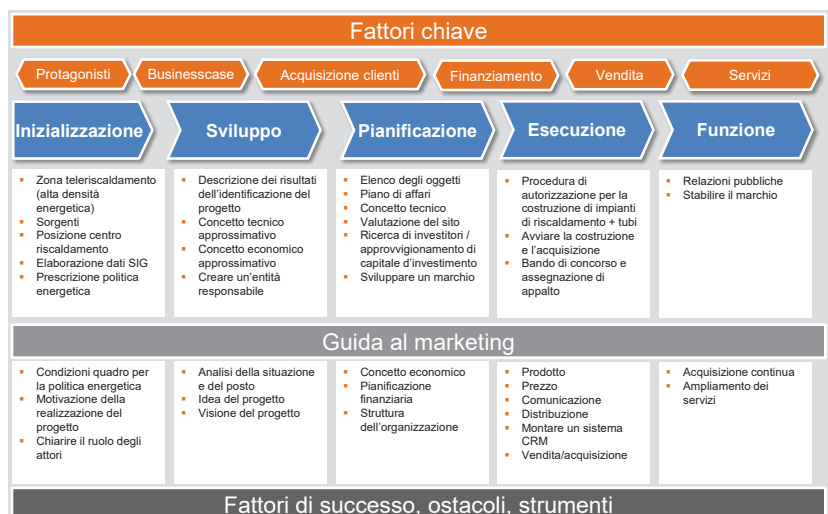 Fattori chiave
Protagonisti
Businesscase
Acquisizione clienti
Finanziamento
Vendita
Servizi
Inizializzazione
Sviluppo
Pianificazione
Esecuzione
Funzione
Zona teleriscaldamento
(alta densità
energetica)
Sorgenti
Posizione centro
riscaldamento
Elaborazione dati SIG
Prescrizione politica
energetica
Descrizione dei risultati
dell'identificazione del
progetto
Concetto tecnico
approssimativo
Concetto economico
approssimativo
Creare un'entità
responsabile
Elenco degli oggetti
Piano di affari
Concetto tecnico
Valutazione del sito
Ricerca di investitori /
approvvigionamento di
capitale d'investimento
Sviluppare un marchio
Procedura di
autorizzazione per la
costruzione di impianti
di riscaldamento + tubi
Avviare la costruzione
e l'acquisizione
Bando di concorso e
assegnazione di
appalto
Relazioni pubbliche
Stabilire il marchio
Guida al marketing
Condizioni quadro per
la politica energetica
Motivazione della
realizzazione del
progetto
Chiarire il ruolo degli
attori
Analisi della situazione
e del posto
Idea del progetto
Visione del progetto
Concetto economico
Pianificazione
finanziaria
Struttura
dell'organizzazione
Prodotto
Prezzo
Comunicazione
Distribuzione
Montare un sistema
CRM
Vendita/acquisizione
Acquisizione continua
Ampliamento dei
servizi
Fattori di successo, ostacoli, strumenti